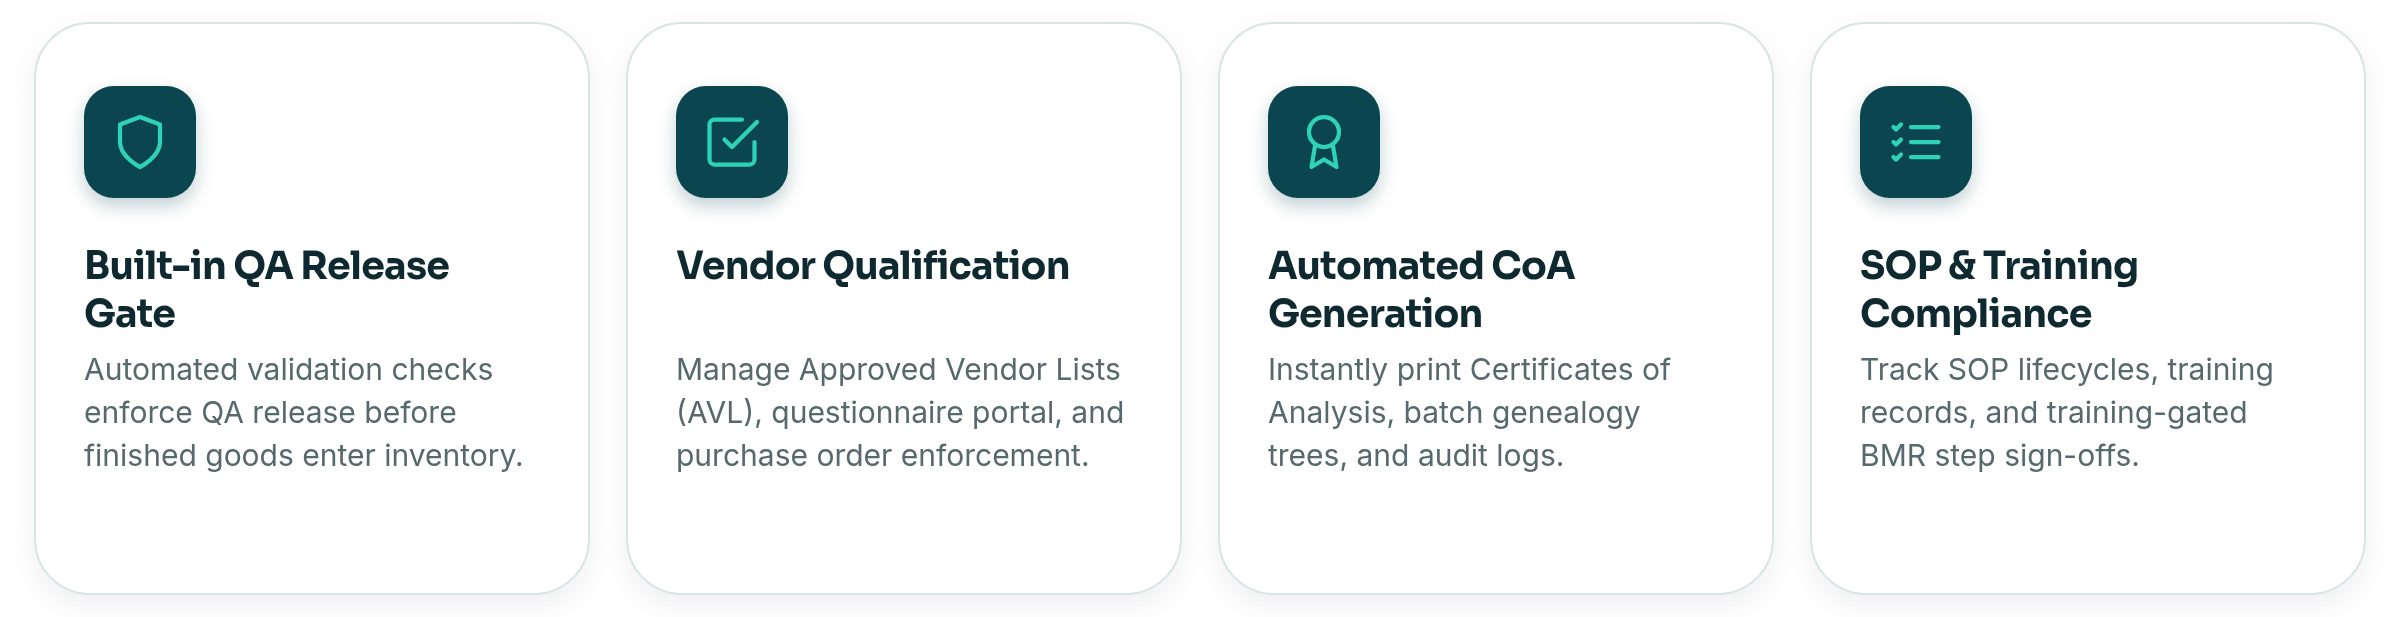 Built-in QA Release
Gate
Automated validation checks
enforce QA release before
finished goods enter inventory.
Vendor Qualification
Manage Approved Vendor Lists
(AVL), questionnaire portal, and
purchase order enforcement.
Automated CoA
Generation
Instantly print Certificates of
Analysis, batch genealogy
trees, and audit logs.
SOP & Training
Compliance
Track SOP lifecycles, training
records, and training-gated
BMR step sign-offs.